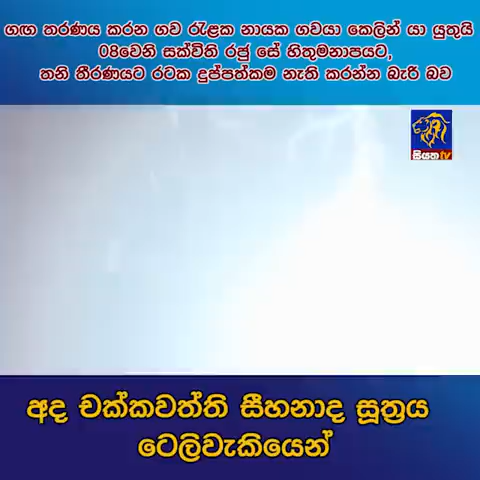 ගඟ තරණය කරන ගව රැළක නායක ගවයා කෙලින් යා යුතුයි
08වෙනි සක්විති රජු සේ හිතුමනාපයට,
තනි තීරණයට රටක දුප්පත්කම නැති කරන්න බැරි බව
සියත tv
අද චක්කවත්ති සීහනාද සූත්‍රය
ටෙලිවැකියෙන්